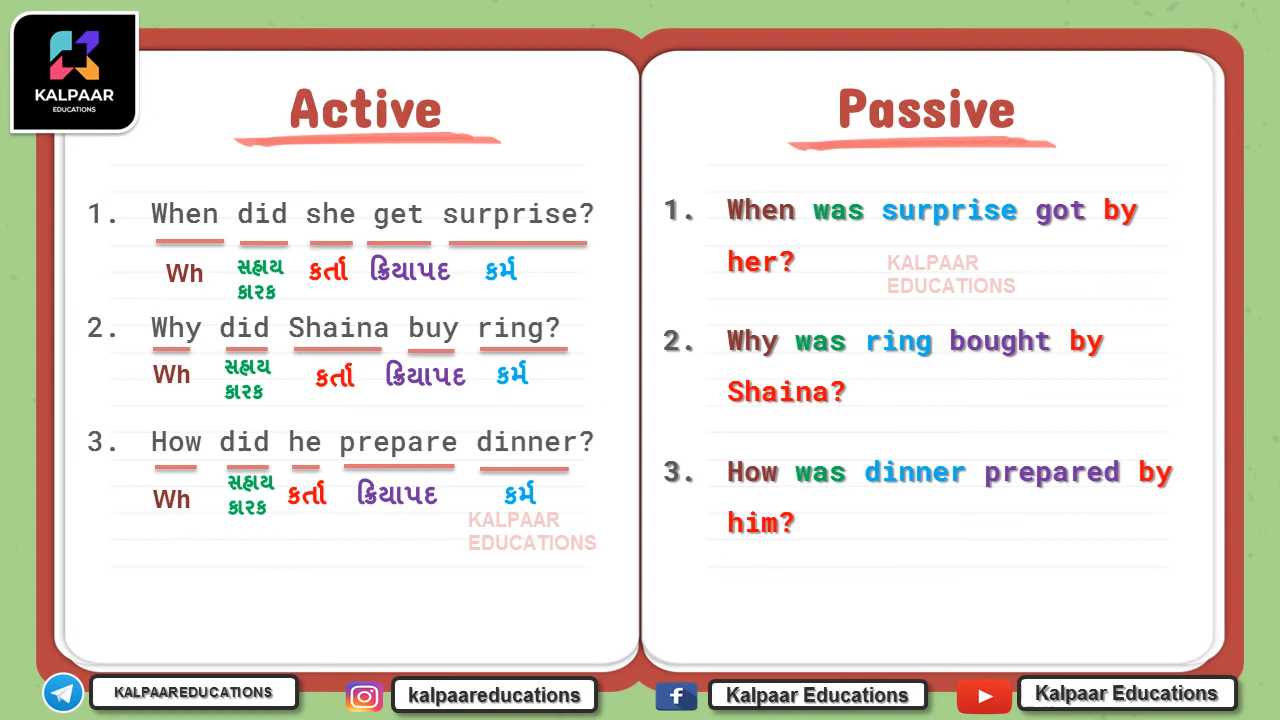 KALPAAR
EDUCATIONS
Active
1. When did she get surprise?
Wh સહાય કારક કર્તા ક્રિયાપદ કર્મ
2. Why did Shaina buy ring?
Wh સહાય કારક કર્તા ક્રિયાપદ કર્મ
3. How did he prepare dinner?
Wh સહાય કારક કર્તા ક્રિયાપદ કર્મ
KALPAAR
EDUCATIONS
Passive
1. When was surprise got by
her?
KALPAAR
EDUCATIONS
2. Why was ring bought by
Shaina?
3. How was dinner prepared by
him?
KALPAAREDUCATIONS
kalpaareducations
Kalpaar Educations
Kalpaar Educations